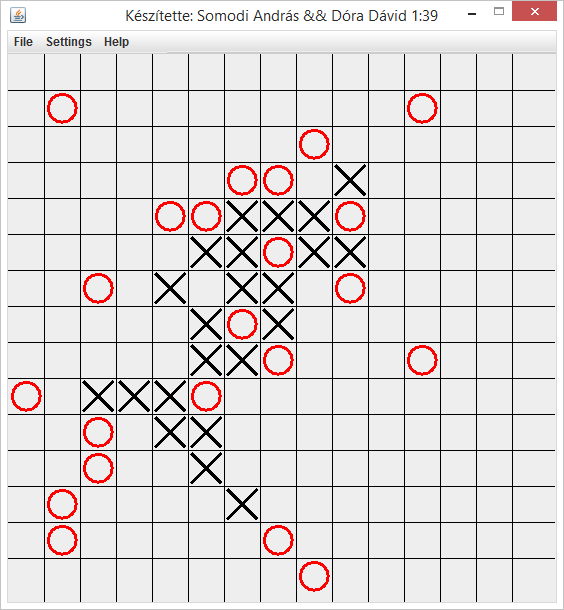 Készítette: Somodi András && Dóra Dávid 1:39
File Settings Help